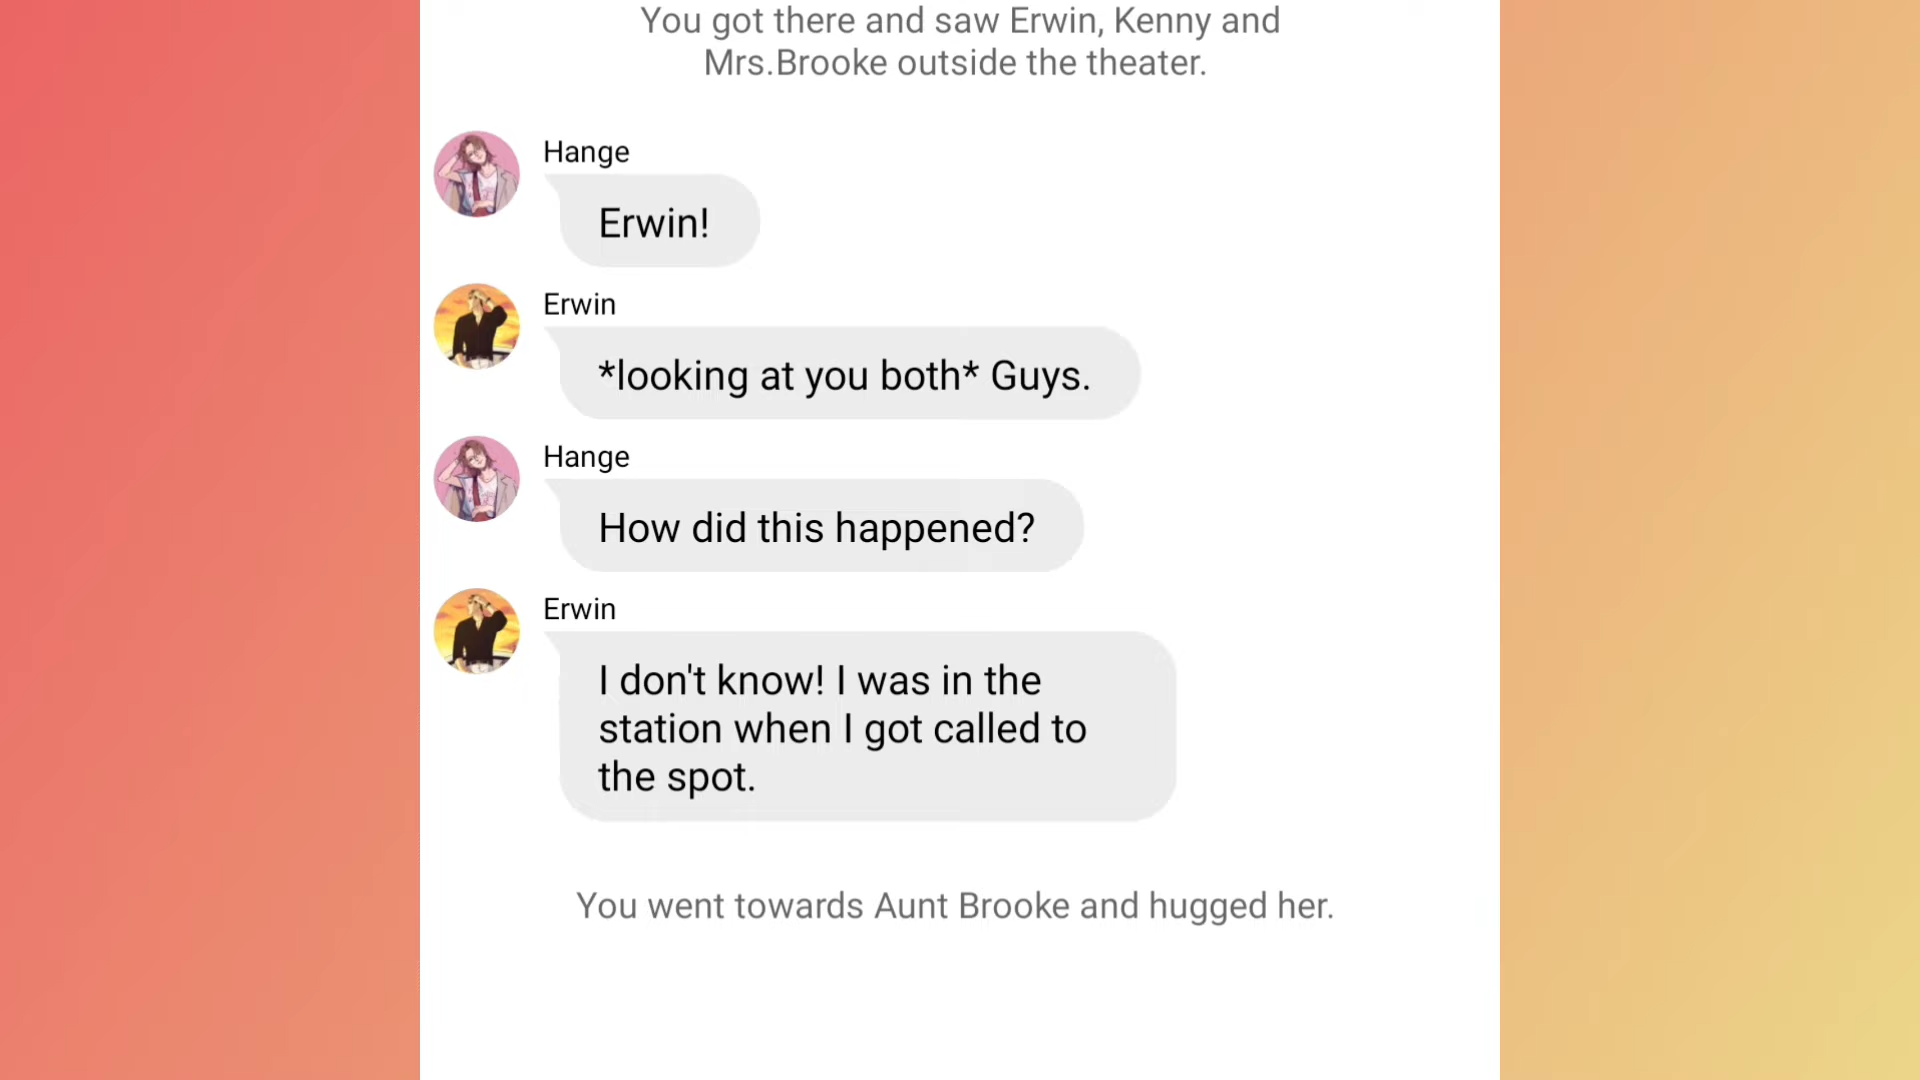 You got there and saw Erwin, Kenny and
Mrs.Brooke outside the theater.
Hange
Erwin!
Erwin
*looking at you both* Guys.
Hange
How did this happened?
Erwin
I don't know! I was in the
station when I got called to
the spot.
You went towards Aunt Brooke and hugged her.